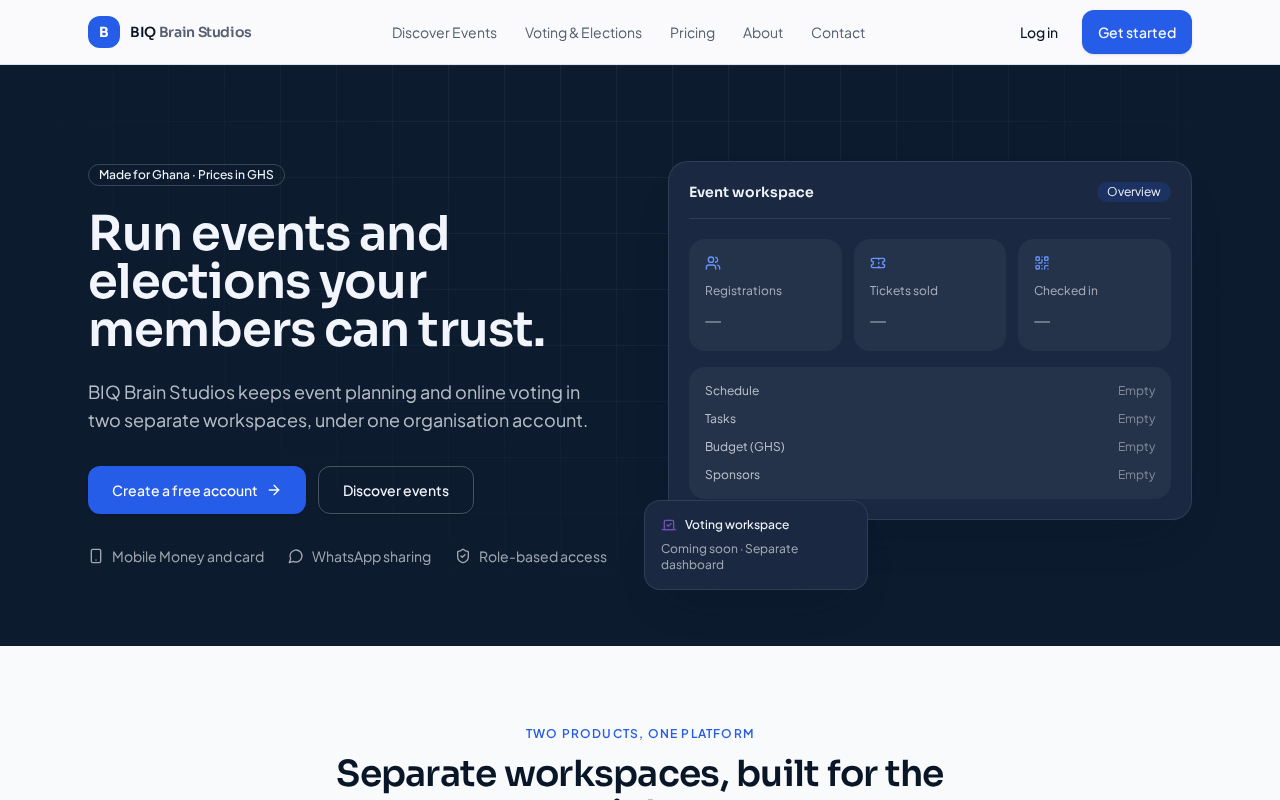 B
BIQ Brain Studios
Discover Events
Voting & Elections
Pricing
About
Contact
Log in
Get started
Made for Ghana · Prices in GHS
Run events and
elections your
members can trust.
BIQ Brain Studios keeps event planning and online voting in
two separate workspaces, under one organisation account.
Create a free account
Discover events
Mobile Money and card
WhatsApp sharing
Role-based access
Event workspace
Overview
Registrations
—
Tickets sold
—
Checked in
—
Schedule Empty
Tasks Empty
Budget (GHS) Empty
Sponsors Empty
Voting workspace
Coming soon · Separate
dashboard
TWO PRODUCTS, ONE PLATFORM
Separate workspaces, built for the